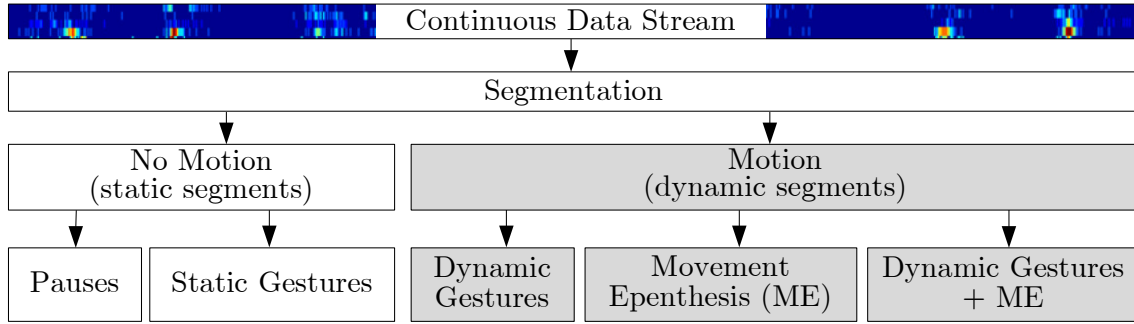 Continuous Data Stream
Segmentation
No Motion
(static segments)
Motion
(dynamic segments)
Pauses
Static Gestures
Dynamic
Gestures
Movement
Epenthesis (ME)
Dynamic Gestures
+ ME